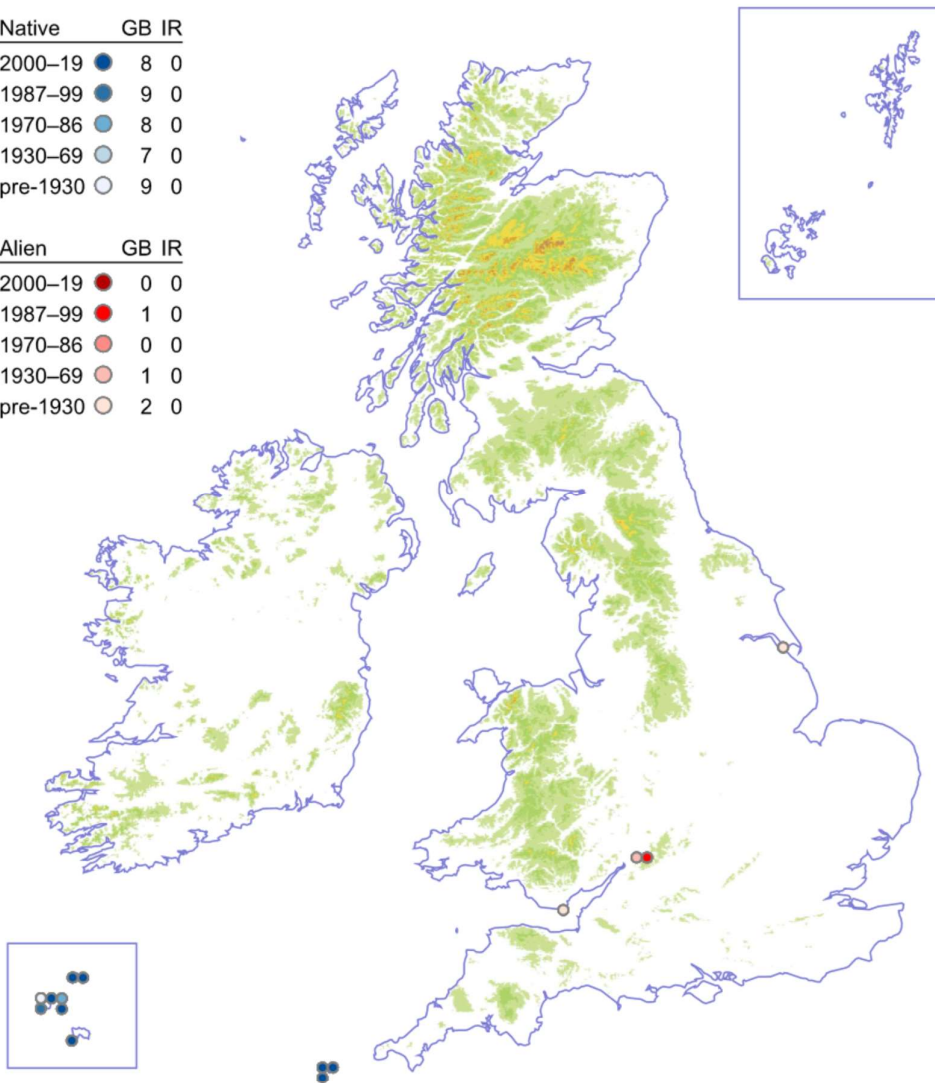 Native GB IR
2000–19 8 0
1987–99 9 0
1970–86 8 0
1930–69 7 0
pre-1930 9 0
Alien GB IR
2000–19 0 0
1987–99 1 0
1970–86 0 0
1930–69 1 0
pre-1930 2 0